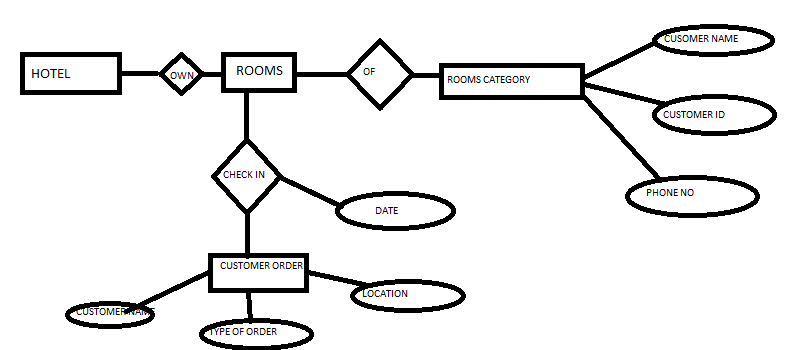 CUSOMER NAME
HOTEL
OWN
ROOMS
OF
ROOMS CATEGORY
CUSTOMER ID
CHECK IN
PHONE NO
DATE
CUSTOMER ORDER
LOCATION
CUSTOMER NAME
TYPE OF ORDER